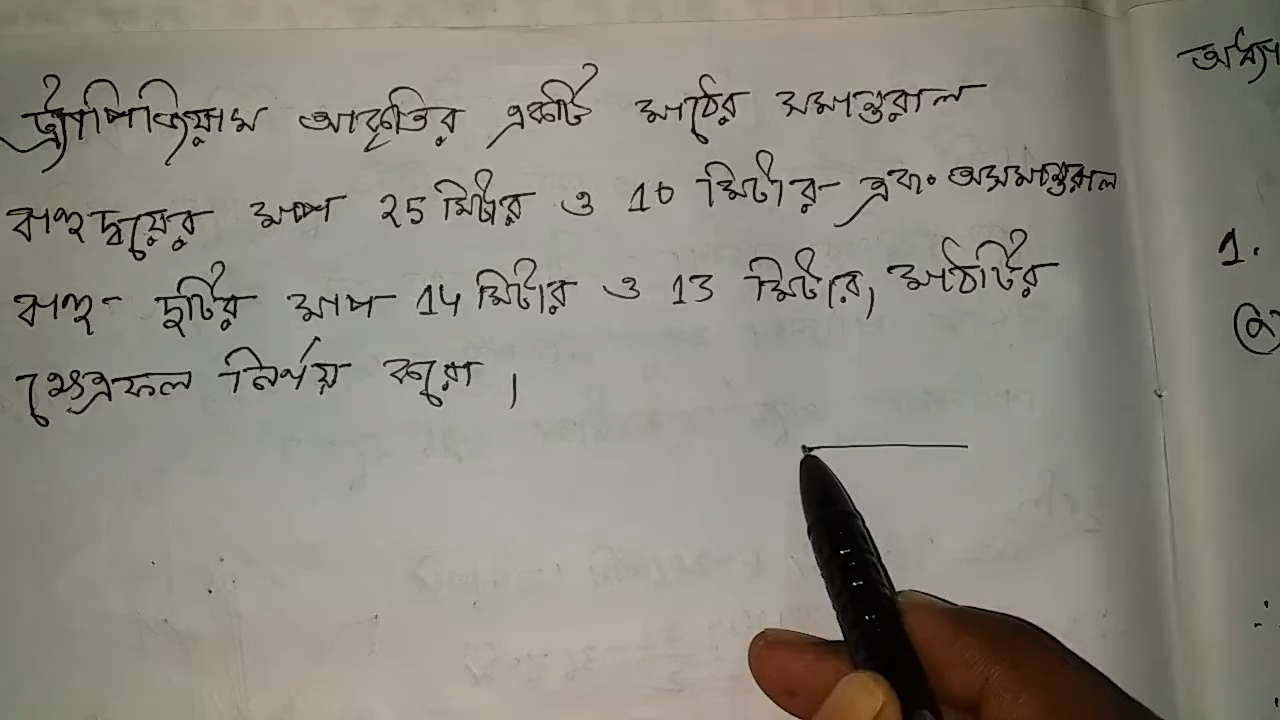 ট্র্যাপিজিয়াম আকৃতির একটি মাঠের সমান্তরাল
বাহুদ্বয়ের মাপ 25 মিটার ও 10 মিটার এবং অসমান্তরাল
বাহু দুটির মাপ 14 মিটার ও 13 মিটার, মাঠটির
ক্ষেত্রফল নির্ণয় করো।
1.